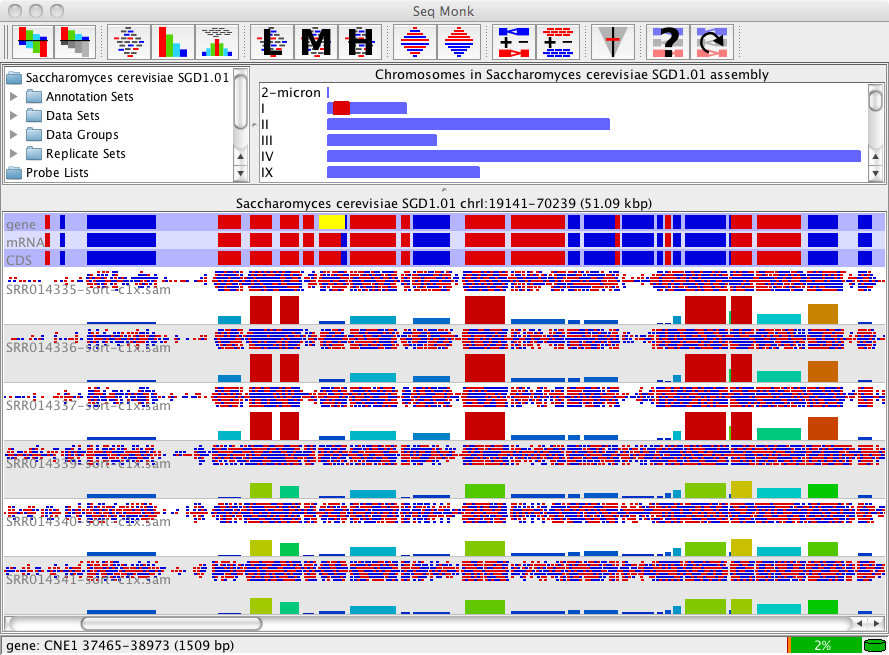 Seq Monk
L M H ?
Saccharomyces cerevisiae SGD1.01
Annotation Sets
Data Sets
Data Groups
Replicate Sets
Probe Lists
Chromosomes in Saccharomyces cerevisiae SGD1.01 assembly
2-micron
I
II
III
IV
IX
Saccharomyces cerevisiae SGD1.01 chrI:19141-70239 (51.09 kbp)
gene
mRNA
CDS
SRR014335-sort-c1x.sam
SRR014336-sort-c1x.sam
SRR014337-sort-c1x.sam
SRR014339-sort-c1x.sam
SRR014340-sort-c1x.sam
SRR014341-sort-c1x.sam
gene: CNE1 37465-38973 (1509 bp)
2%